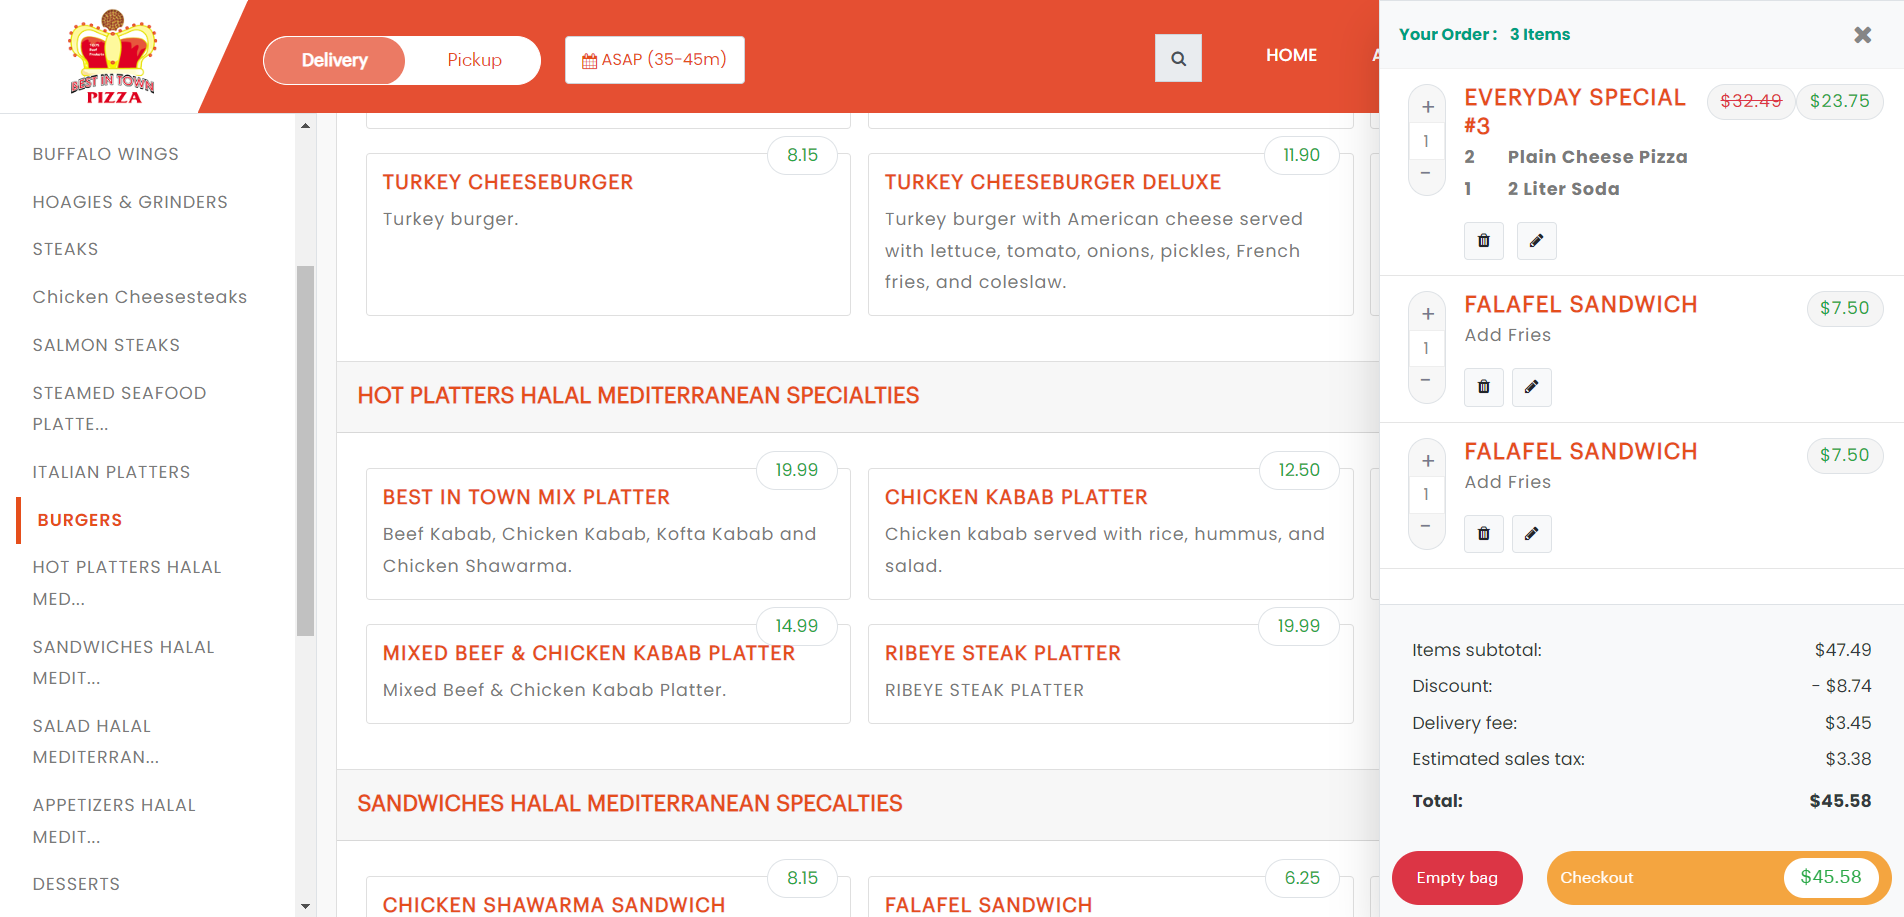 BEST IN TOWN
PIZZA
Delivery
Pickup
ASAP (35-45m)
HOME
BUFFALO WINGS
HOAGIES & GRINDERS
STEAKS
Chicken Cheesesteaks
SALMON STEAKS
STEAMED SEAFOOD
PLATTE...
ITALIAN PLATTERS
BURGERS
HOT PLATTERS HALAL
MED...
SANDWICHES HALAL
MEDIT...
SALAD HALAL
MEDITERRAN...
APPETIZERS HALAL
MEDIT...
DESSERTS
8.15
TURKEY CHEESEBURGER
Turkey burger.
11.90
TURKEY CHEESEBURGER DELUXE
Turkey burger with American cheese served
with lettuce, tomato, onions, pickles, French
fries, and coleslaw.
HOT PLATTERS HALAL MEDITERRANEAN SPECIALTIES
19.99
BEST IN TOWN MIX PLATTER
Beef Kabab, Chicken Kabab, Kofta Kabab and
Chicken Shawarma.
12.50
CHICKEN KABAB PLATTER
Chicken kabab served with rice, hummus, and
salad.
14.99
MIXED BEEF & CHICKEN KABAB PLATTER
Mixed Beef & Chicken Kabab Platter.
19.99
RIBEYE STEAK PLATTER
RIBEYE STEAK PLATTER
SANDWICHES HALAL MEDITERRANEAN SPECALTIES
8.15
CHICKEN SHAWARMA SANDWICH
6.25
FALAFEL SANDWICH
Your Order : 3 Items
+
1
−
EVERYDAY SPECIAL
#3
$32.49 $23.75
2 Plain Cheese Pizza
1 2 Liter Soda
+
1
−
FALAFEL SANDWICH
$7.50
Add Fries
+
1
−
FALAFEL SANDWICH
$7.50
Add Fries
Items subtotal: $47.49
Discount: - $8.74
Delivery fee: $3.45
Estimated sales tax: $3.38
Total: $45.58
Empty bag
Checkout $45.58